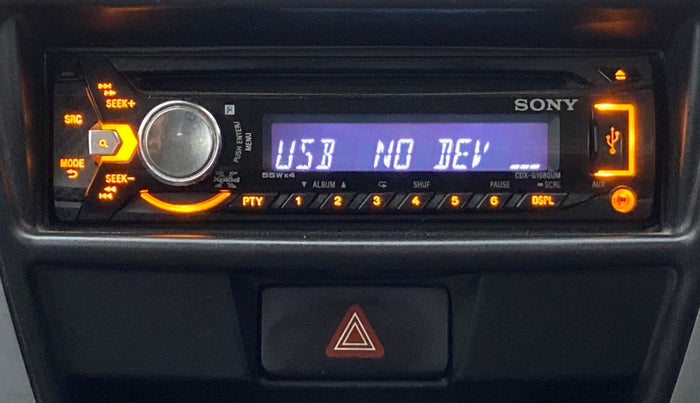 SEEK+
SRC
MODE
SEEK-
PUSH ENTER/
MENU
SONY
USB NO DEV
55W×4
CDX-G1080UM
ALBUM
SHUF
PAUSE
SCRL
AUX
PTY 1 2 3 4 5 6 DSPL